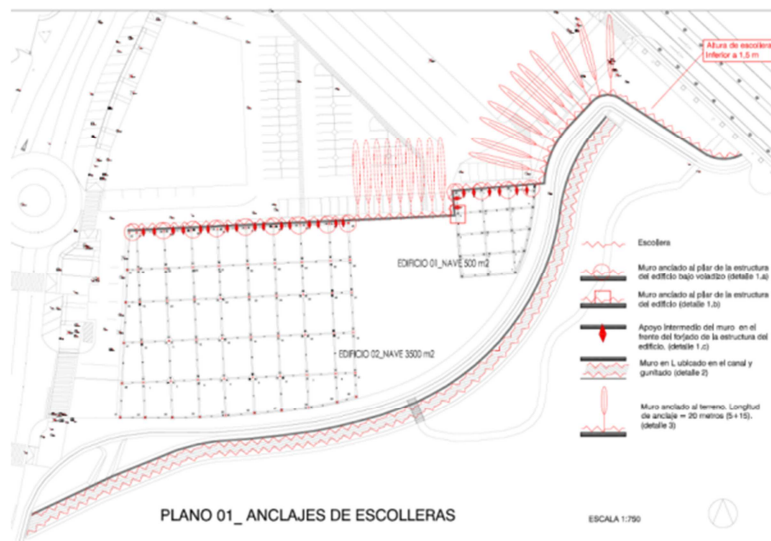 Altura de escollera
Inferior a 1,5 m
EDIFICIO 01_NAVE 500 m2
EDIFICIO 02_NAVE 3500 m2
Escollera
Muro anclado al pilar de la estructura
del edificio bajo voladizo (detalle 1.a)
Muro anclado al pilar de la estructura
del edificio (detalle 1.b)
Apoyo Intermedio del muro en el
frente del forjado de la estructura del
edificio. (detalle 1.c)
Muro en L ubicado en el canal y
gunitado (detalle 2)
Muro anclado al terreno. Longitud
de anclaje = 20 metros (5+15).
(detalle 3)
PLANO 01_ ANCLAJES DE ESCOLLERAS
ESCALA 1:750